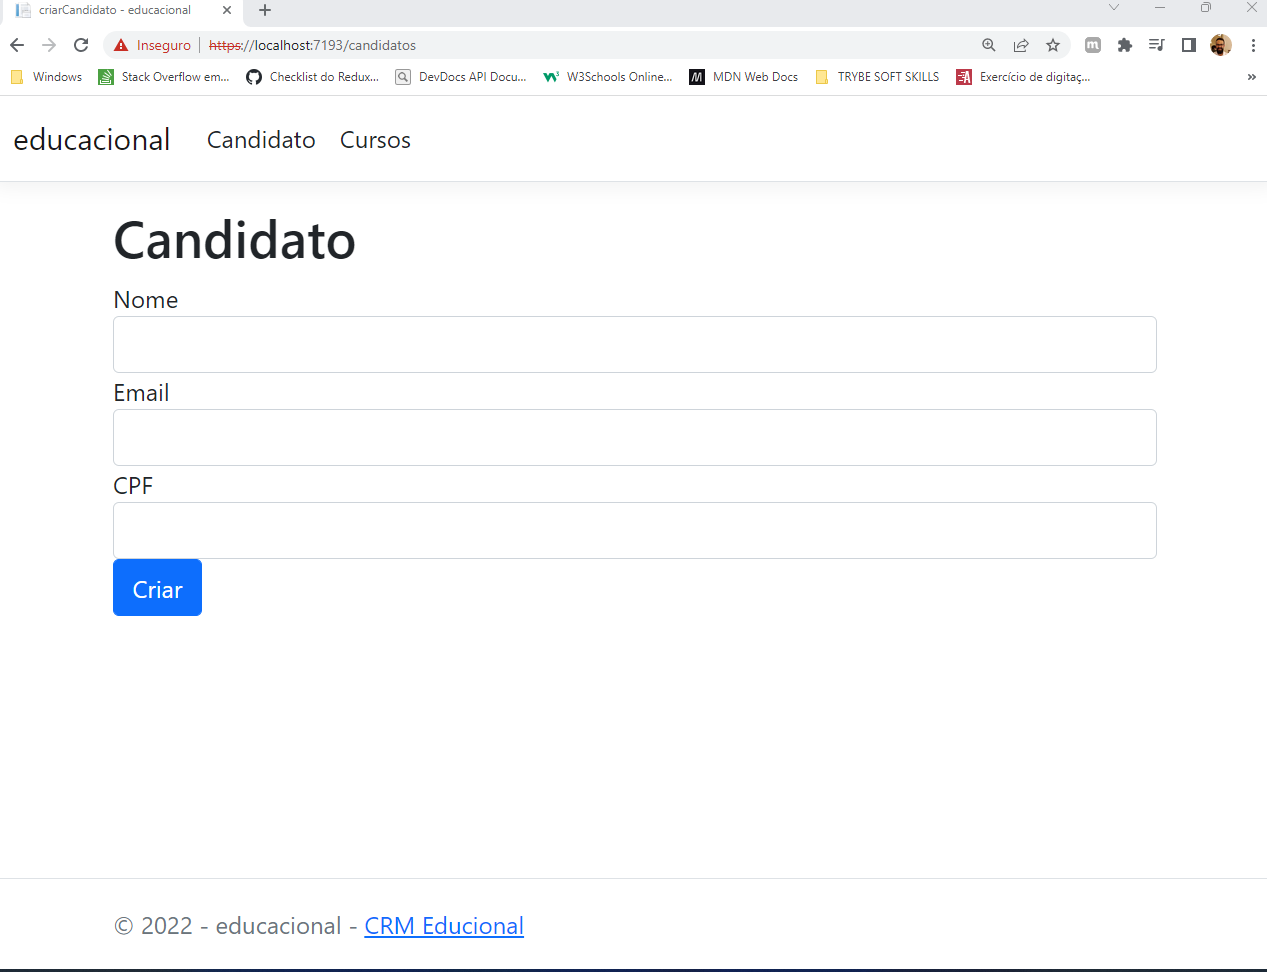 criarCandidato - educacional
Inseguro https://localhost:7193/candidatos
Windows Stack Overflow em... Checklist do Redux... DevDocs API Docu... W3Schools Online... MDN Web Docs TRYBE SOFT SKILLS Exercício de digitaç... »
educacional Candidato Cursos
Candidato
Nome
Email
CPF
Criar
© 2022 - educacional - CRM Educional